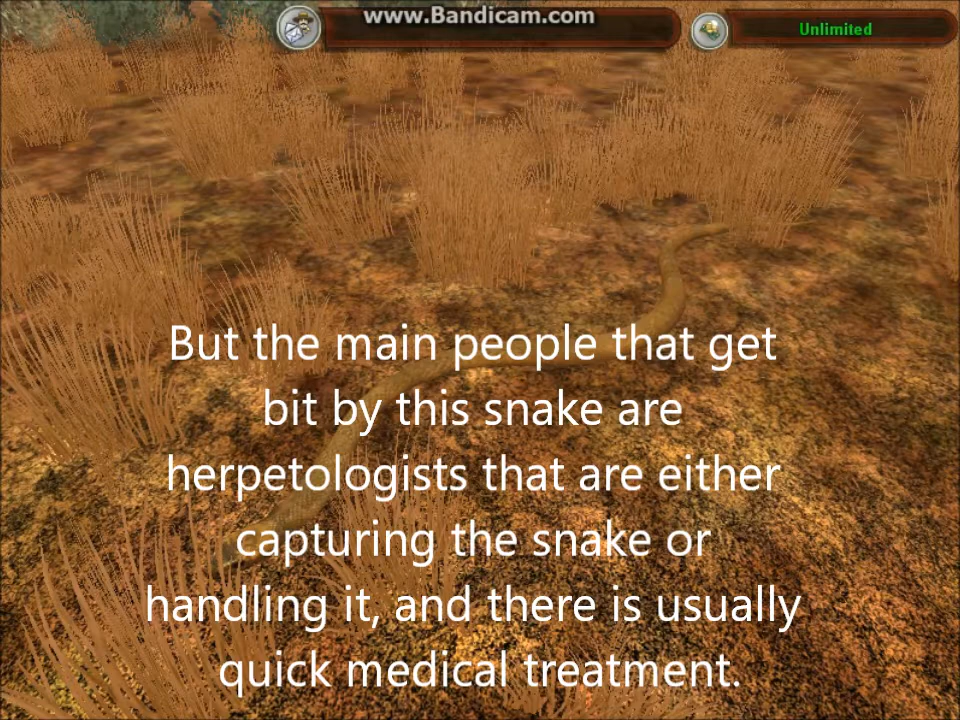 www.Bandicam.com
Unlimited
But the main people that get
bit by this snake are
herpetologists that are either
capturing the snake or
handling it, and there is usually
quick medical treatment.